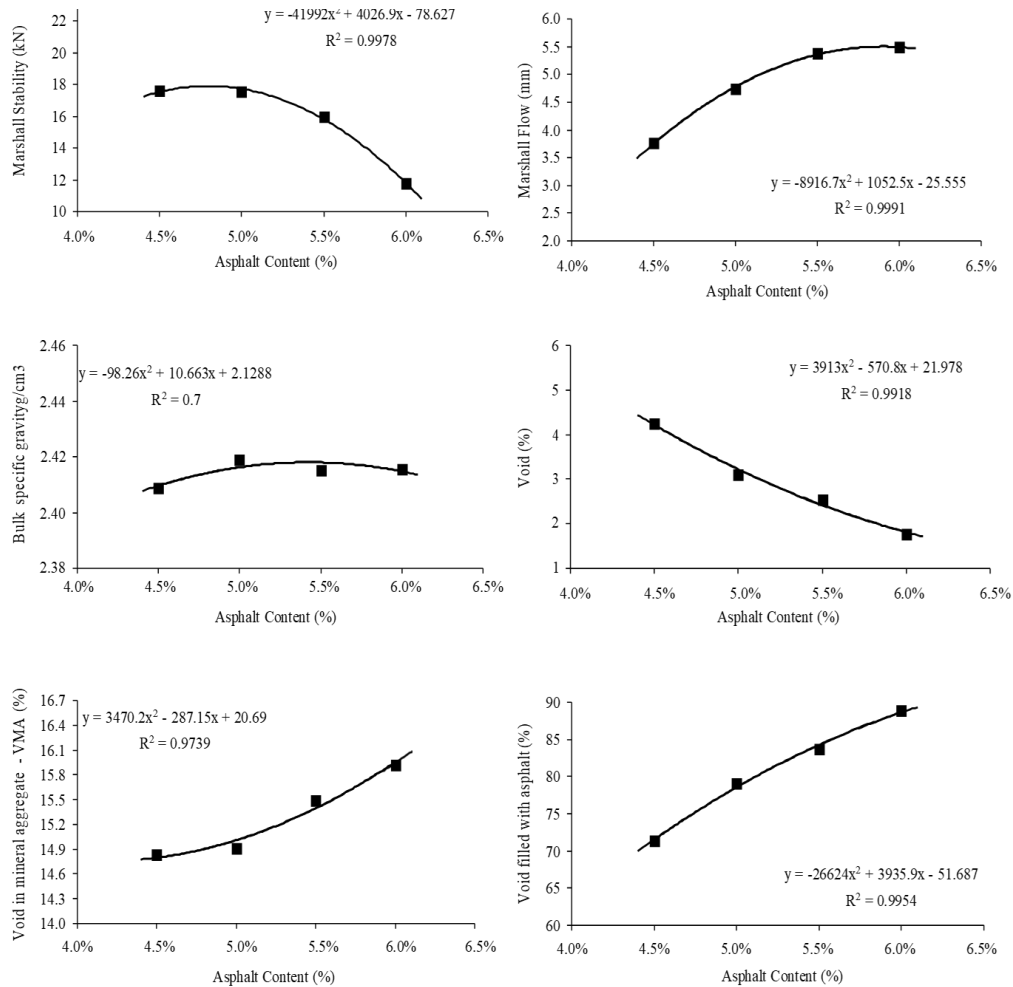 y = -41992x² + 4026.9x - 78.627
R² = 0.9978
Marshall Stability (kN)
22
20
18
16
14
12
10
4.0% 4.5% 5.0% 5.5% 6.0% 6.5%
Asphalt Content (%)
Marshall Flow (mm)
6.0
5.5
5.0
4.5
4.0
3.5
3.0
2.5
2.0
y = -8916.7x² + 1052.5x - 25.555
R² = 0.9991
4.0% 4.5% 5.0% 5.5% 6.0% 6.5%
Asphalt Content (%)
Bulk specific gravityg/cm3
2.46
2.44
2.42
2.40
2.38
y = -98.26x² + 10.663x + 2.1288
R² = 0.7
4.0% 4.5% 5.0% 5.5% 6.0% 6.5%
Asphalt Content (%)
Void (%)
6
5
4
3
2
1
y = 3913x² - 570.8x + 21.978
R² = 0.9918
4.0% 4.5% 5.0% 5.5% 6.0% 6.5%
Asphalt Content (%)
Void in mineral aggregate - VMA (%)
16.7
16.4
16.1
15.8
15.5
15.2
14.9
14.6
14.3
14.0
y = 3470.2x² - 287.15x + 20.69
R² = 0.9739
4.0% 4.5% 5.0% 5.5% 6.0% 6.5%
Asphalt Content (%)
Void filled with asphalt (%)
90
85
80
75
70
65
60
y = -26624x² + 3935.9x - 51.687
R² = 0.9954
4.0% 4.5% 5.0% 5.5% 6.0% 6.5%
Asphalt Content (%)